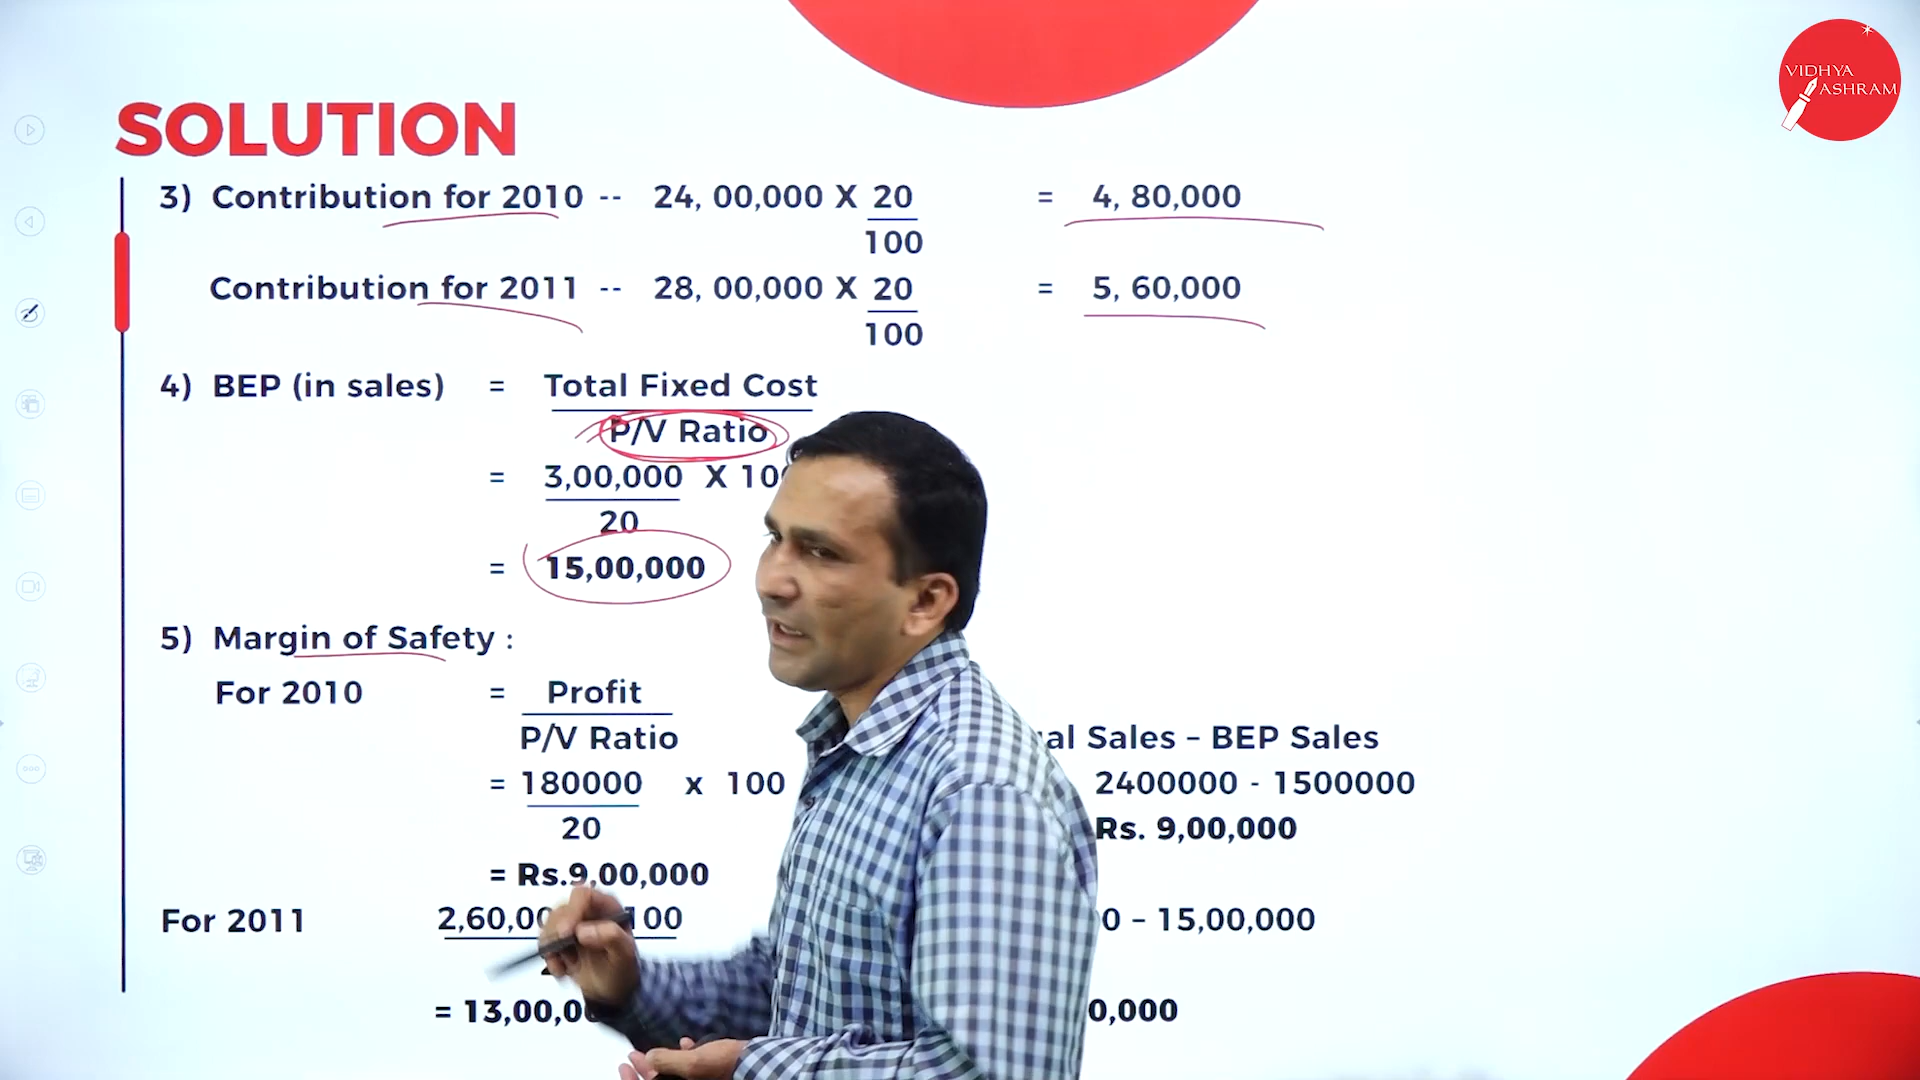 VIDHYA
ASHRAM
SOLUTION
3) Contribution for 2010 -- 24, 00,000 X 20 = 4, 80,000
100
Contribution for 2011 -- 28, 00,000 X 20 = 5, 60,000
100
4) BEP (in sales) = Total Fixed Cost
P/V Ratio
= 3,00,000 X
20
= 15,00,000
5) Margin of Safety :
For 2010 = Profit
P/V Ratio Sales – BEP Sales
= 180000 x 100 2400000 - 1500000
20 Rs. 9,00,000
= Rs.9,00,000
For 2011 100 – 15,00,000
=